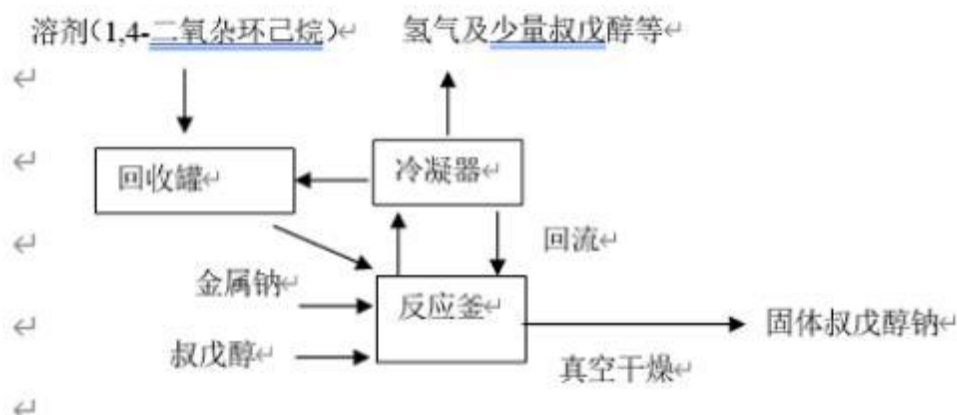 溶剂(1,4-二氧杂环己烷)↵
氢气及少量叔戊醇等↵
↵
↵
回收罐↵
冷凝器↵
↵
回流↵
金属钠↵
反应釜↵
↵
固体叔戊醇钠↵
叔戊醇↵
真空干燥↵
↵